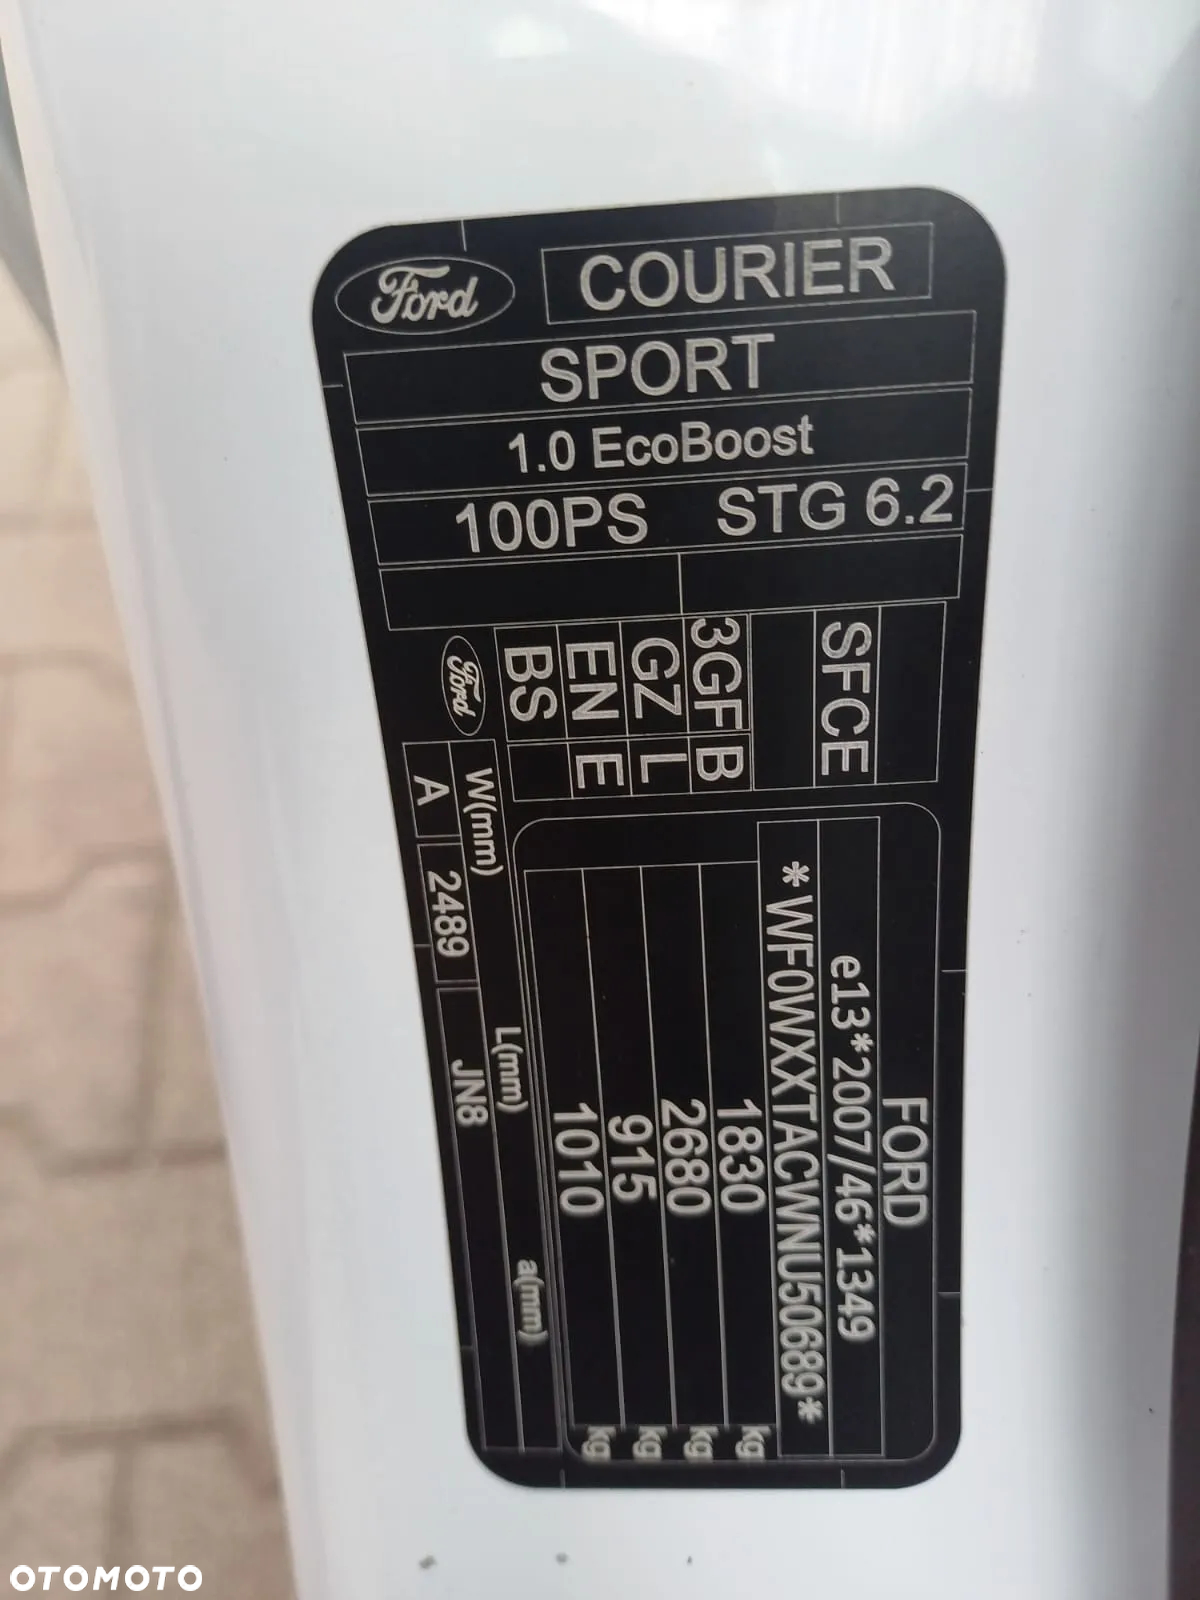 Ford
COURIER
SPORT
1.0 EcoBoost
100PS STG 6.2
FORD
e13*2007/46*1349
*WF0WXXTACWNU50689*
1830 kg
2680 kg
915 kg
1010 kg
SFCE
3GF B
GZ L
EN E
BS
Ford
W(mm) L(mm) a(mm)
A 2489 JN8
OTOMOTO